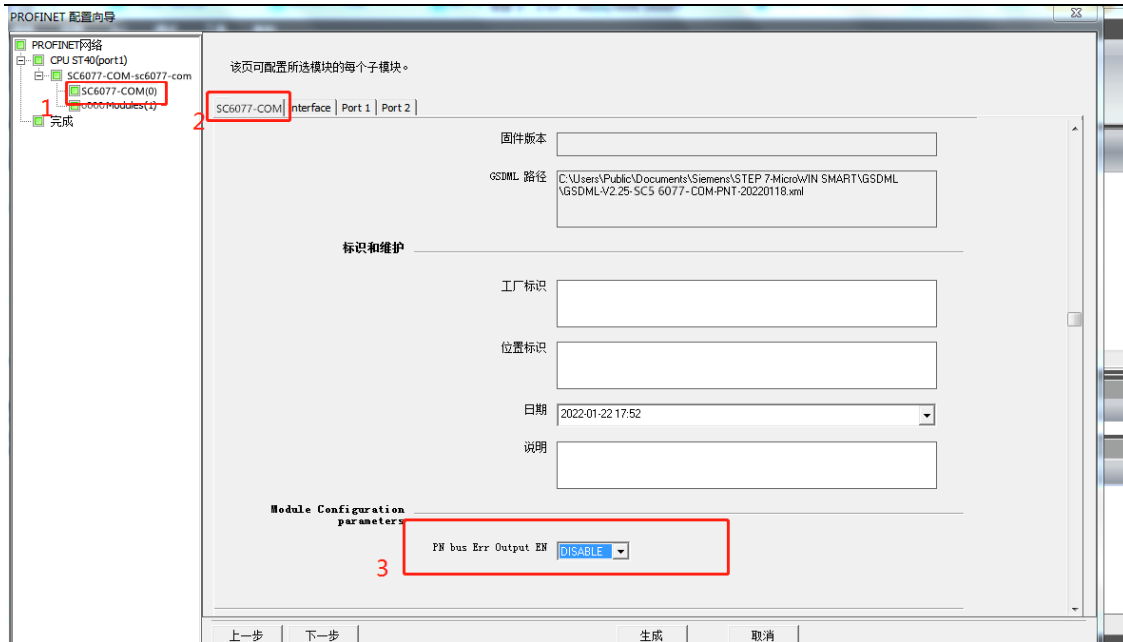 PROFINET 配置向导
PROFINET网络
CPU ST40(port1)
SC6077-COM-sc6077-com
SC6077-COM(0)
1
完成
该页可配置所选模块的每个子模块。
SC6077-COM
Interface
Port 1
Port 2
2
固件版本
GSDML 路径
C:\Users\Public\Documents\Siemens\STEP 7-MicroWIN SMART\GSDML
\GSDML-V2.25-SC5 6077-COM-PNT-20220118.xml
标识和维护
工厂标识
位置标识
日期
2022-01-22 17:52
说明
Module Configuration
parameters
PN bus Err Output EN
DISABLE
3
上一步
下一步
生成
取消